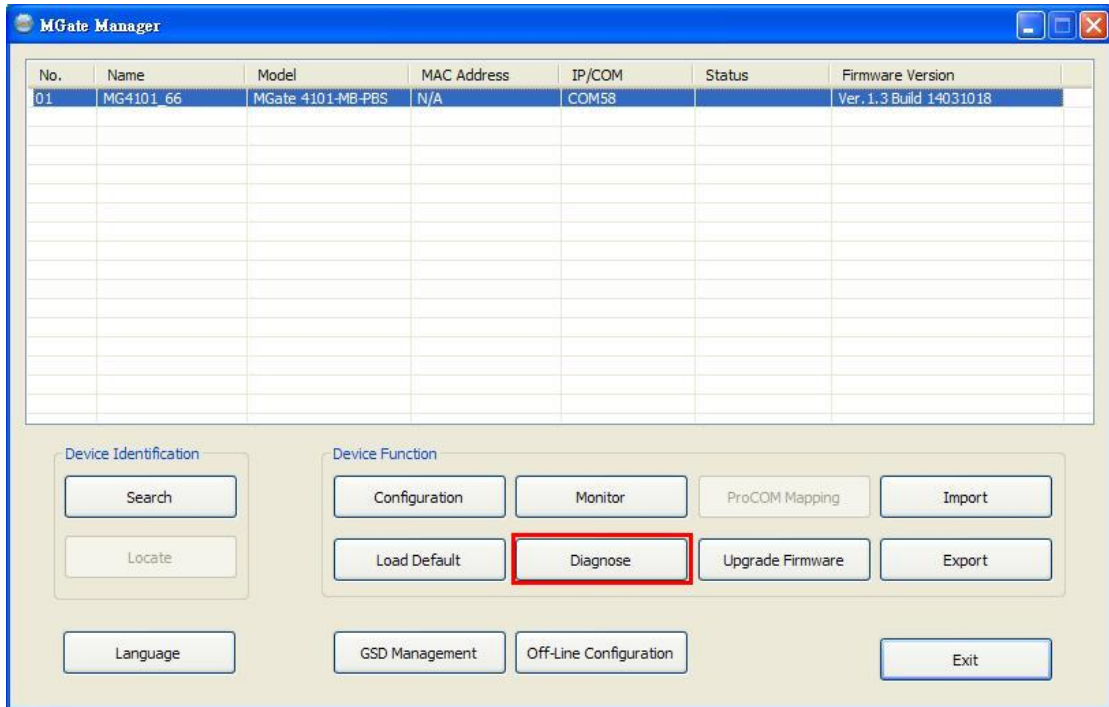 MGate Manager
No. Name Model MAC Address IP/COM Status Firmware Version
01 MG4101_66 MGate 4101-MB-PBS N/A COM58 Ver. 1.3 Build 14031018
Device Identification Device Function
Search Configuration Monitor ProCOM Mapping Import
Locate Load Default Diagnose Upgrade Firmware Export
Language GSD Management Off-Line Configuration Exit